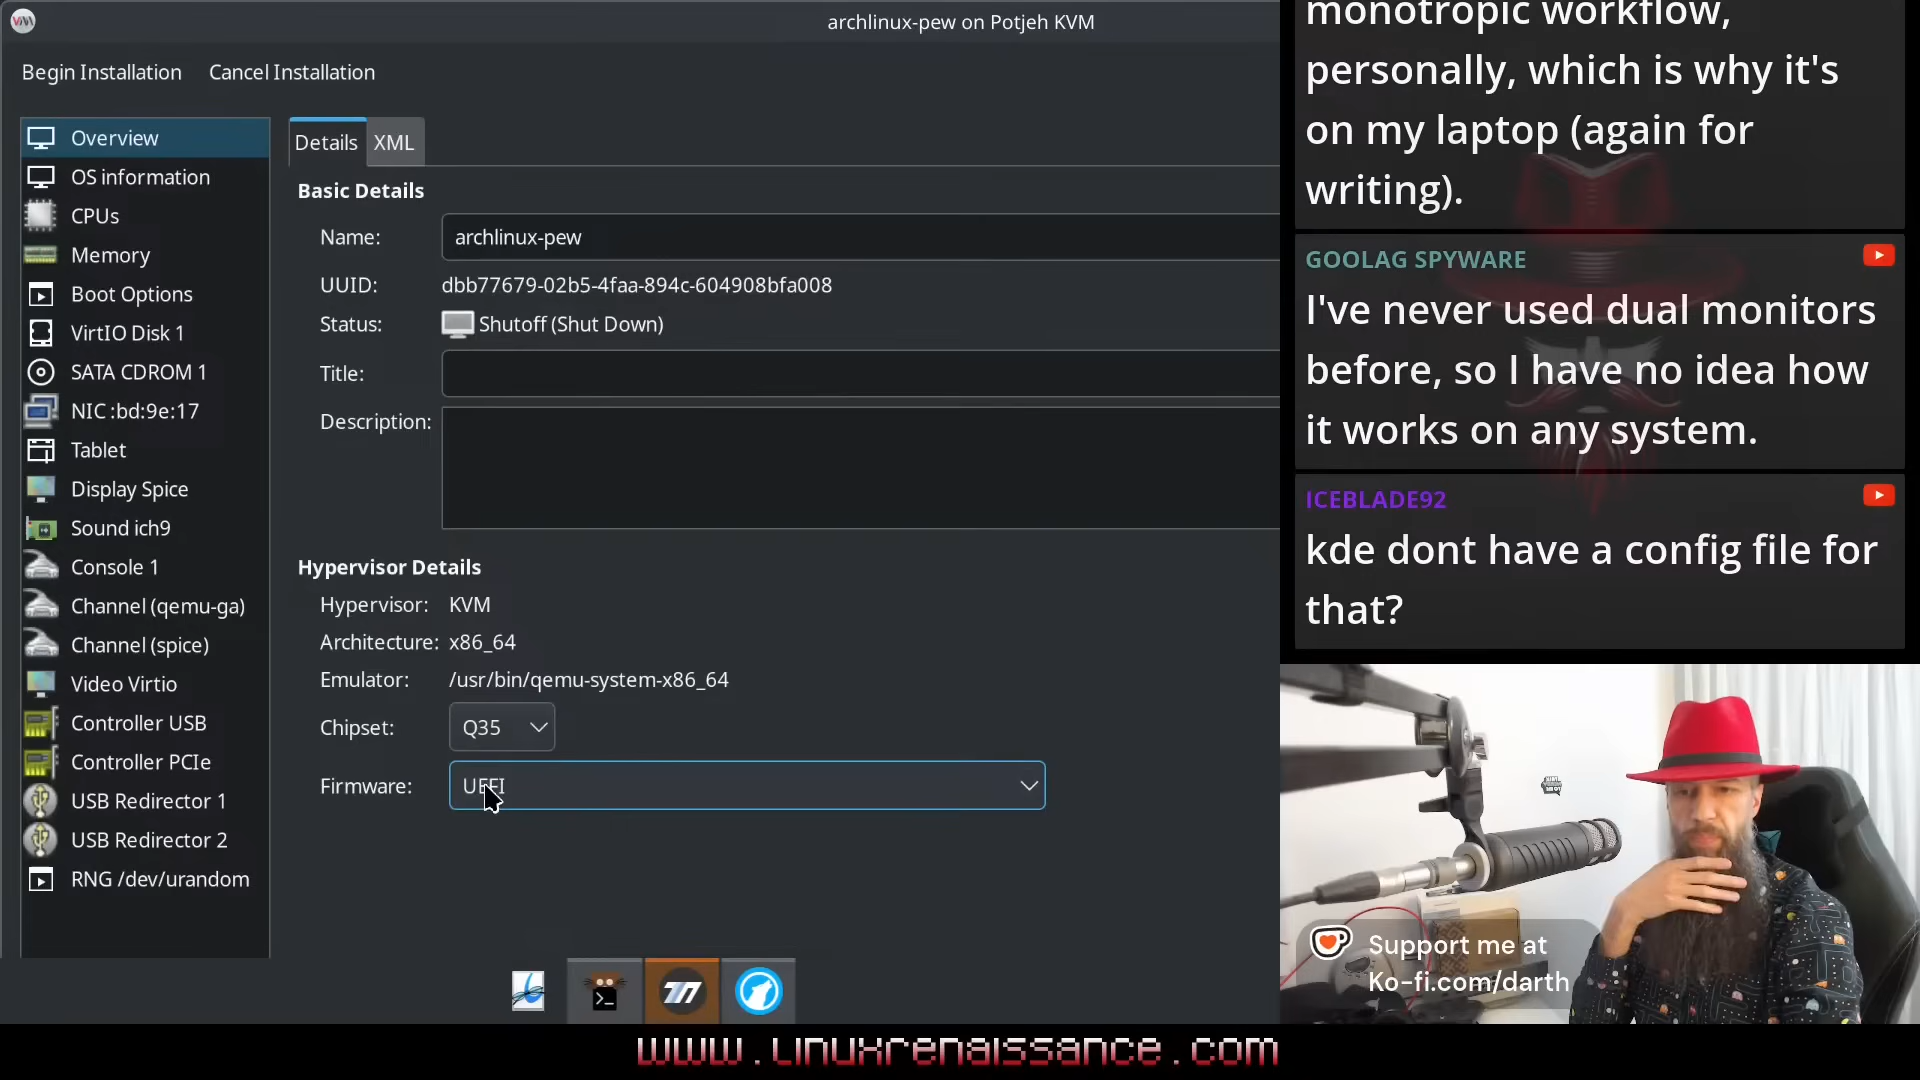 archlinux-pew on Potjeh KVM
Begin Installation Cancel Installation
Overview
OS information
CPUs
Memory
Boot Options
VirtIO Disk 1
SATA CDROM 1
NIC :bd:9e:17
Tablet
Display Spice
Sound ich9
Console 1
Channel (qemu-ga)
Channel (spice)
Video Virtio
Controller USB
Controller PCIe
USB Redirector 1
USB Redirector 2
RNG /dev/urandom
Details XML
Basic Details
Name: archlinux-pew
UUID: dbb77679-02b5-4faa-894c-604908bfa008
Status: Shutoff (Shut Down)
Title:
Description:
Hypervisor Details
Hypervisor: KVM
Architecture: x86_64
Emulator: /usr/bin/qemu-system-x86_64
Chipset: Q35
Firmware: UEFI
monotropic workflow,
personally, which is why it's
on my laptop (again for
writing).
GOOLAG SPYWARE
I've never used dual monitors
before, so I have no idea how
it works on any system.
ICEBLADE92
kde dont have a config file for
that?
Support me at
Ko-fi.com/darth
www.linuxrenaissance.com